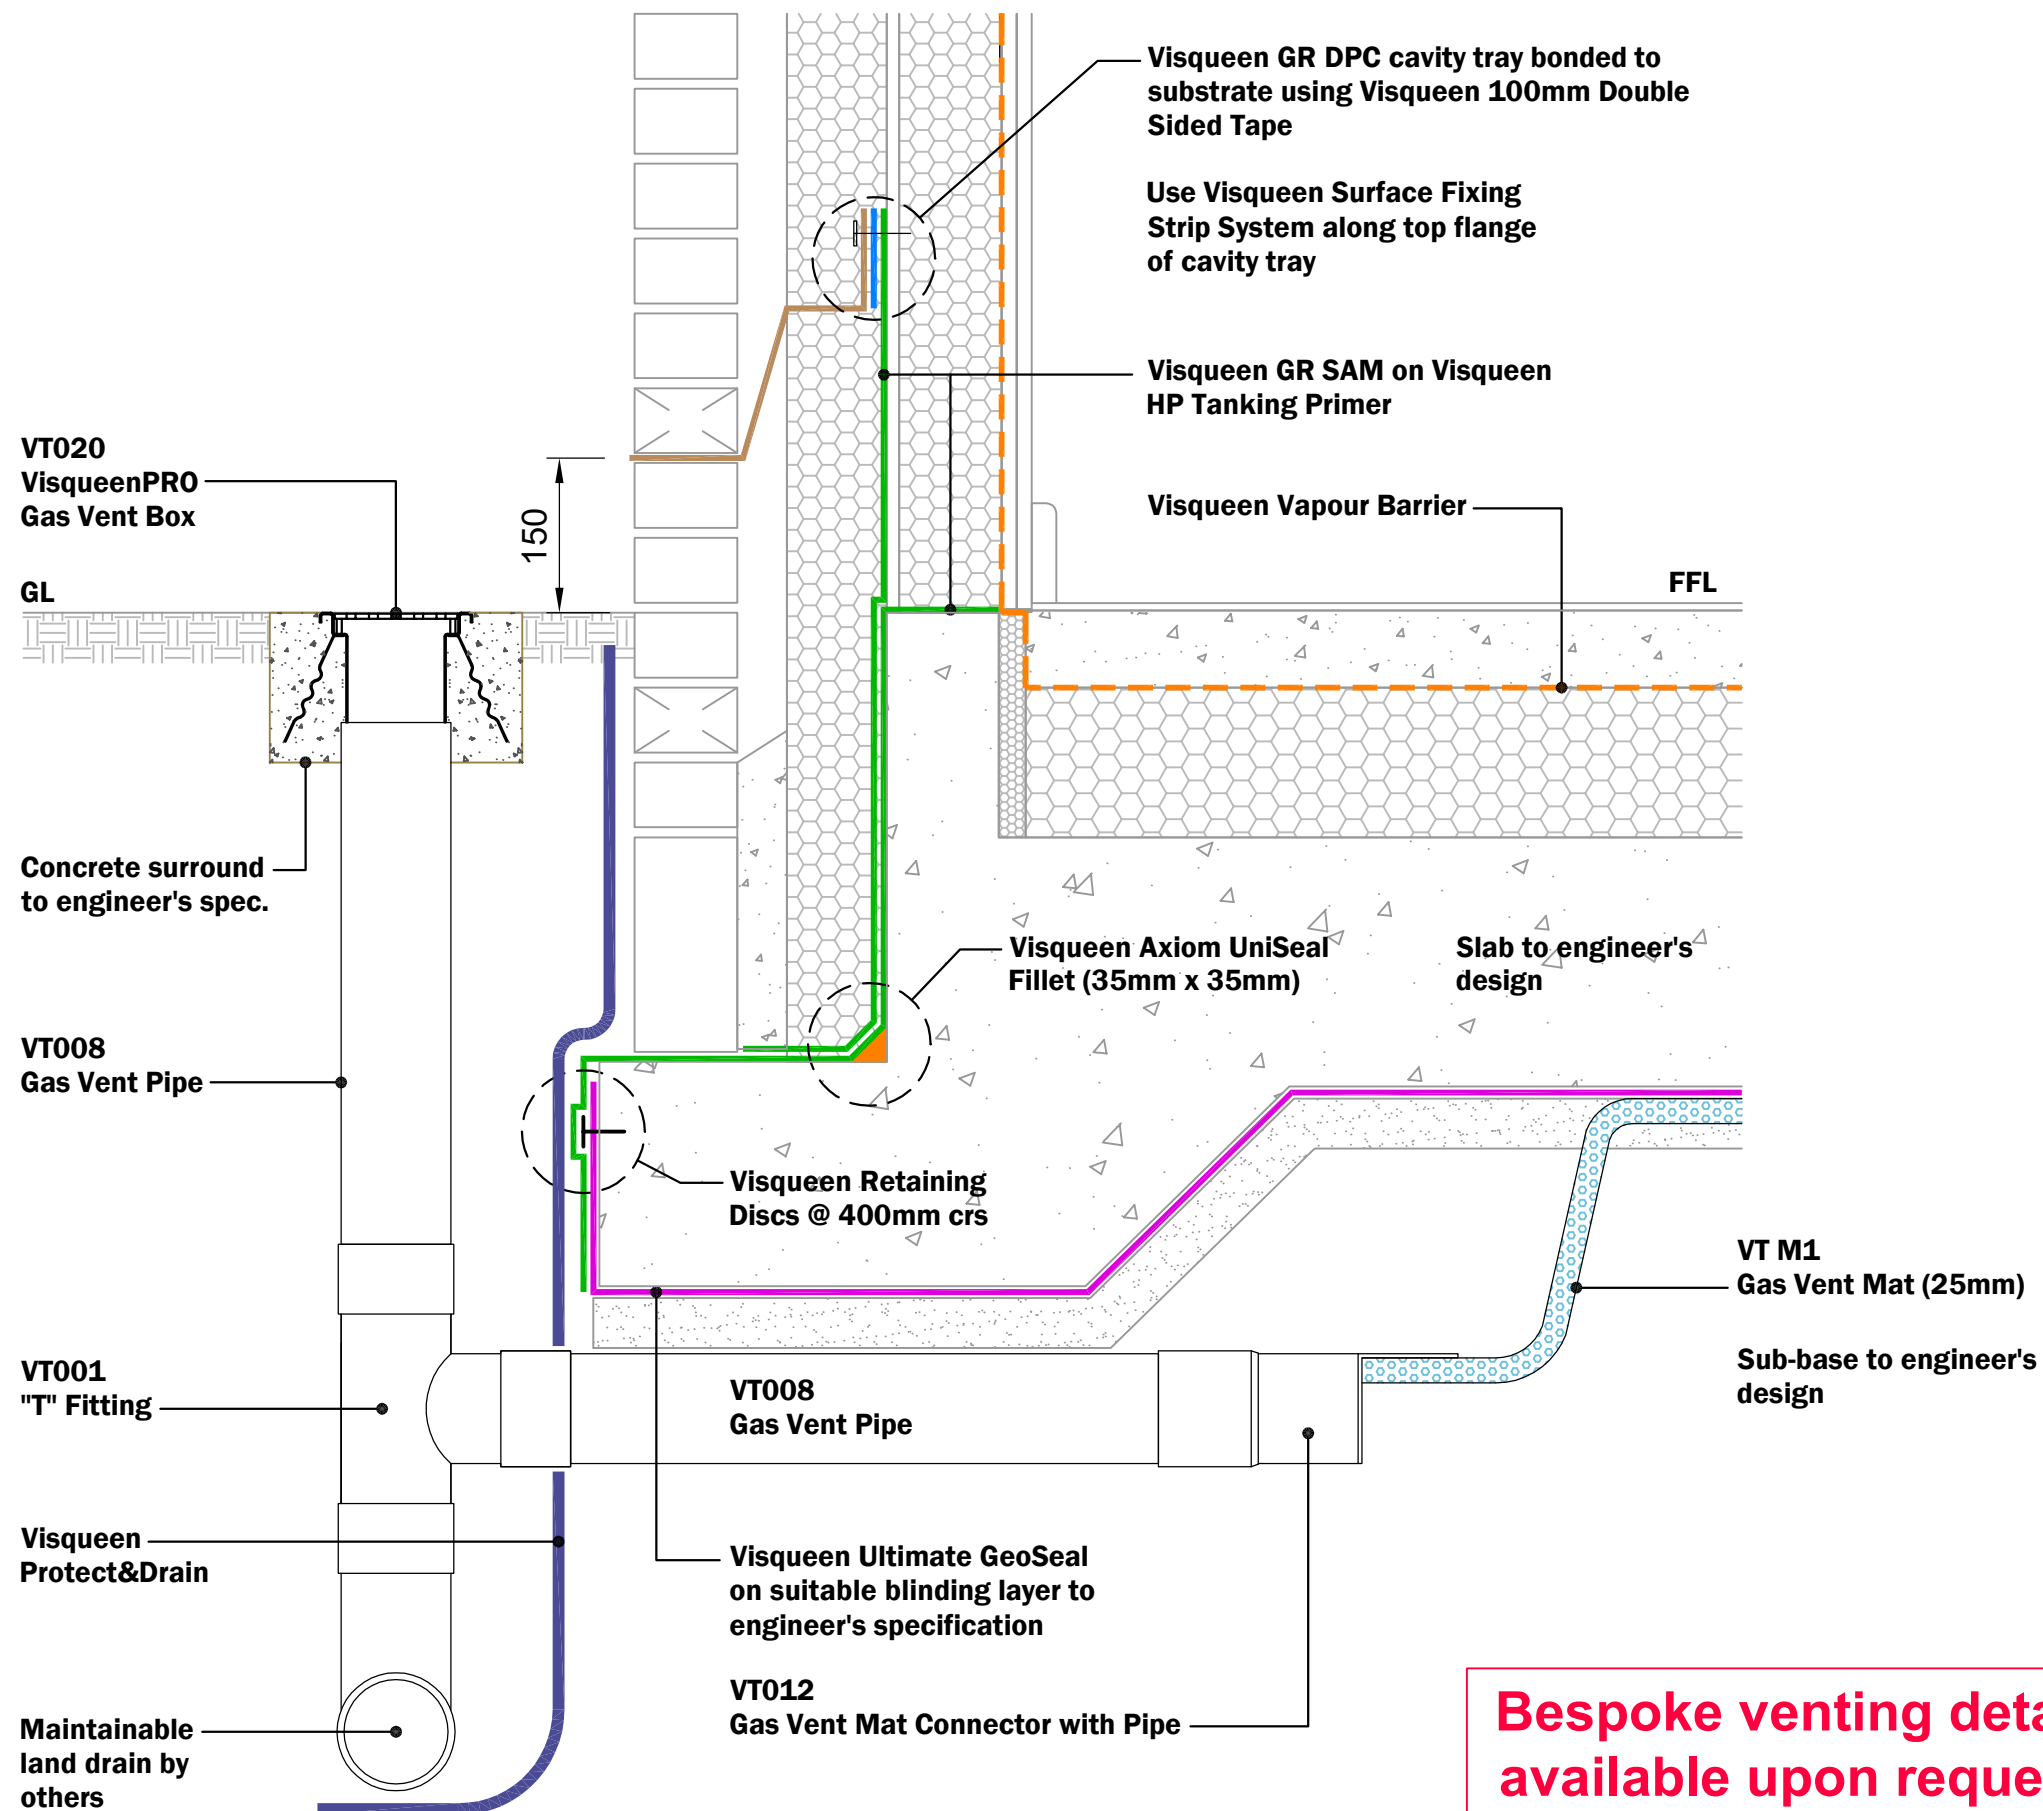 Visqueen GR DPC cavity tray bonded to
substrate using Visqueen 100mm Double
Sided Tape
Use Visqueen Surface Fixing
Strip System along top flange
of cavity tray
Visqueen GR SAM on Visqueen
HP Tanking Primer
VT020
VisqueenPRO
Gas Vent Box
150
Visqueen Vapour Barrier
GL
FFL
Concrete surround
to engineer's spec.
Visqueen Axiom UniSeal
Fillet (35mm x 35mm)
Slab to engineer's
design
VT008
Gas Vent Pipe
Visqueen Retaining
Discs @ 400mm crs
VT M1
Gas Vent Mat (25mm)
Sub-base to engineer's
design
VT001
"T" Fitting
VT008
Gas Vent Pipe
Visqueen
Protect&Drain
Visqueen Ultimate GeoSeal
on suitable blinding layer to
engineer's specification
VT012
Gas Vent Mat Connector with Pipe
Maintainable
land drain by
others
Bespoke venting
available upon